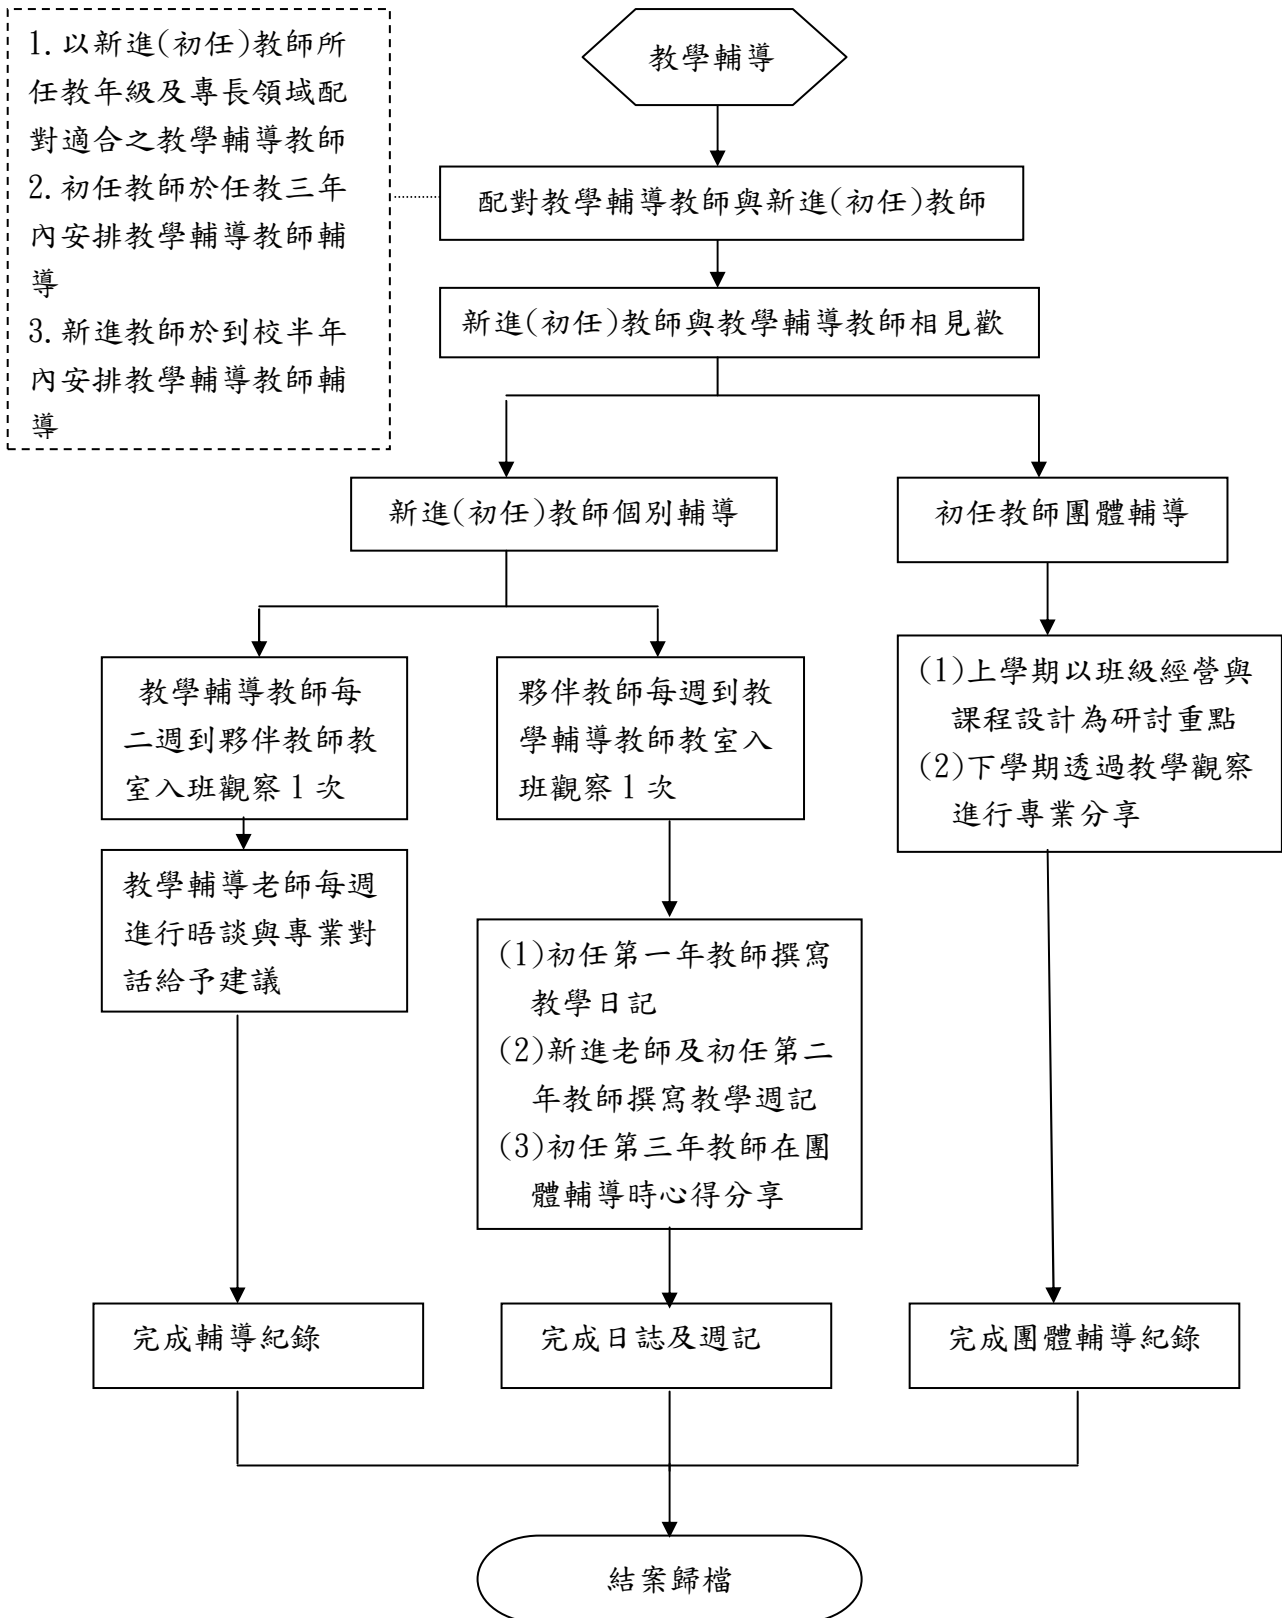 1. 以新進(初任)教師所
任教年級及專長領域配
對適合之教學輔導教師
2. 初任教師於任教三年
內安排教學輔導教師輔
導
3. 新進教師於到校半年
內安排教學輔導教師輔
導
教學輔導
配對教學輔導教師與新進(初任)教師
新進(初任)教師與教學輔導教師相見歡
新進(初任)教師個別輔導
初任教師團體輔導
教學輔導教師每
二週到夥伴教師教
室入班觀察 1 次
夥伴教師每週到教
學輔導教師教室入
班觀察 1 次
(1)上學期以班級經營與
課程設計為研討重點
(2)下學期透過教學觀察
進行專業分享
教學輔導老師每週
進行晤談與專業對
話給予建議
(1)初任第一年教師撰寫
教學日記
(2)新進老師及初任第二
年教師撰寫教學週記
(3)初任第三年教師在團
體輔導時心得分享
完成輔導紀錄
完成日誌及週記
完成團體輔導紀錄
結案歸檔